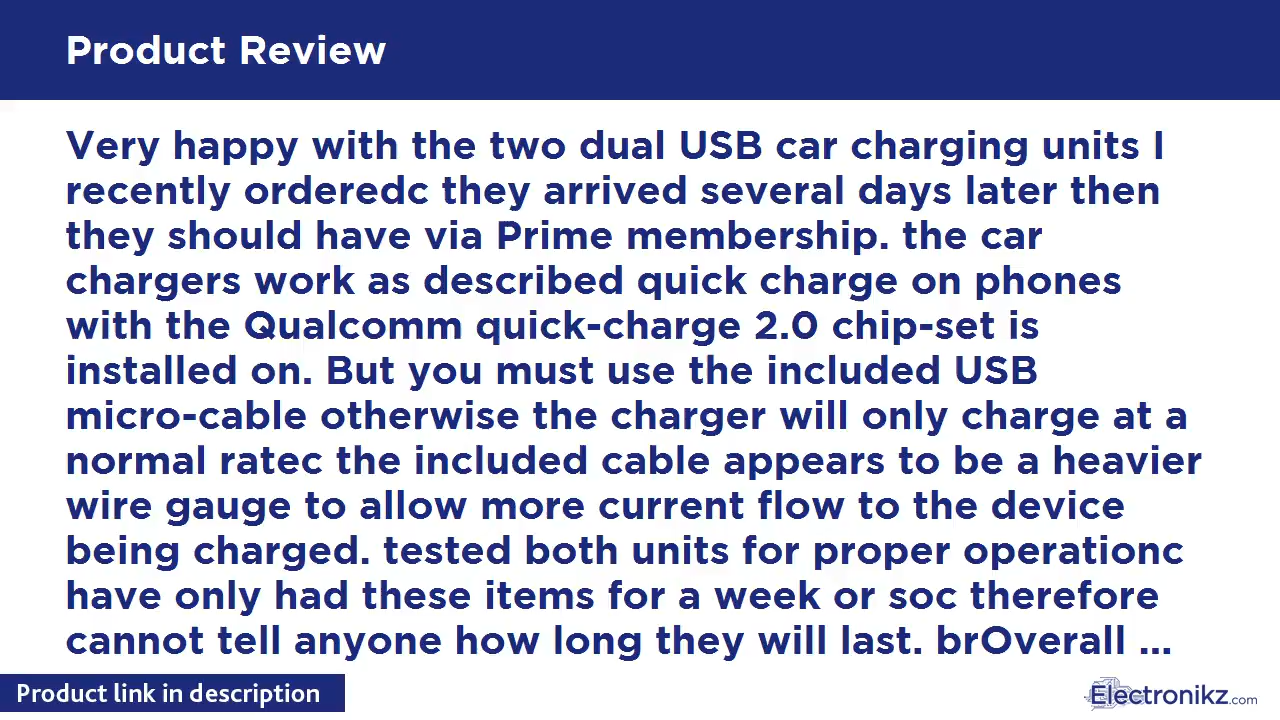 Product Review
Very happy with the two dual USB car charging units I
recently orderedc they arrived several days later then
they should have via Prime membership. the car
chargers work as described quick charge on phones
with the Qualcomm quick-charge 2.0 chip-set is
installed on. But you must use the included USB
micro-cable otherwise the charger will only charge at a
normal ratec the included cable appears to be a heavier
wire gauge to allow more current flow to the device
being charged. tested both units for proper operationc
have only had these items for a week or soc therefore
cannot tell anyone how long they will last. brOverall ...
Product link in description
Electronikz.com